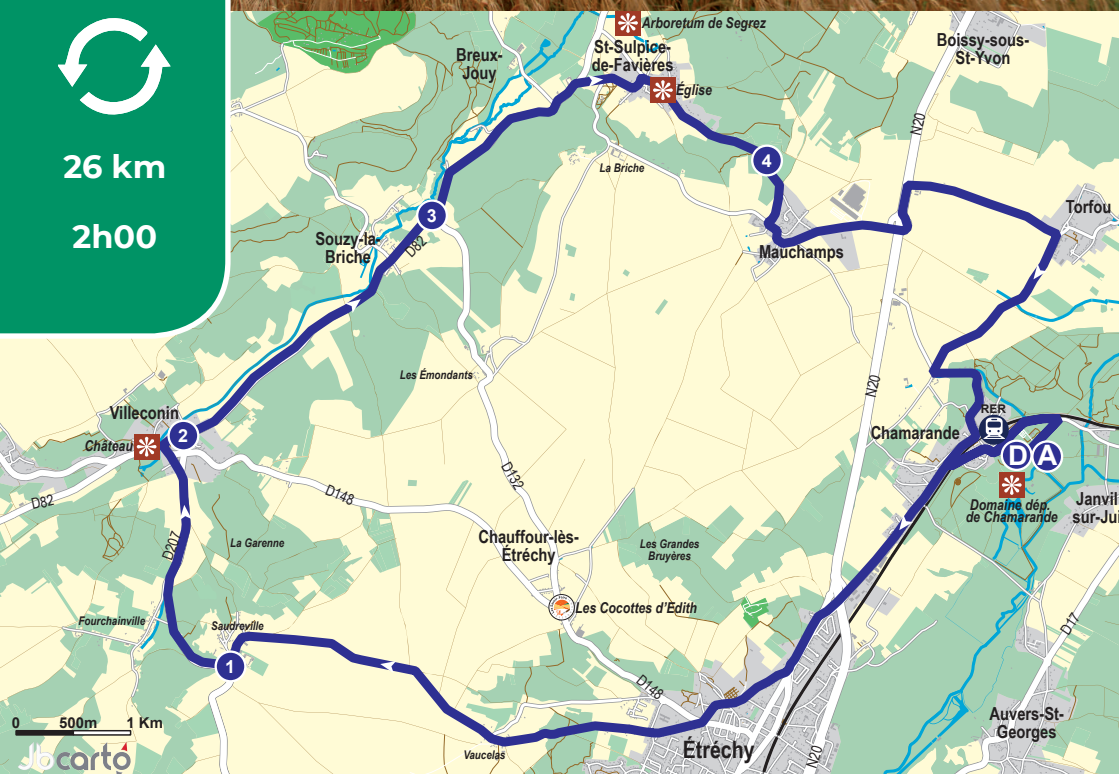 26 km
2h00
Arboretum de Segrez
St-Sulpice-
de-Favières
Église
Breux-
Jouy
Boissy-sous-
St-Yvon
N20
4
La Briche
Torfou
3
Souzy-la-
Briche
D82
Mauchamps
Les Émondants
N20
Villeconin
Château
2
RER
Chamarande
D
A
Domaine dép.
de Chamarande
Janvil
sur-Jui
D82
D148
D132
D207
La Garenne
Chauffour-lès-
Étréchy
Les Grandes
Bruyères
Les Cocottes d'Edith
Fourchainville
Saudreville
1
D148
D17
0 500m 1 Km
Jbcarto
Vaucelas
Étréchy
N20
Auvers-St-
Georges